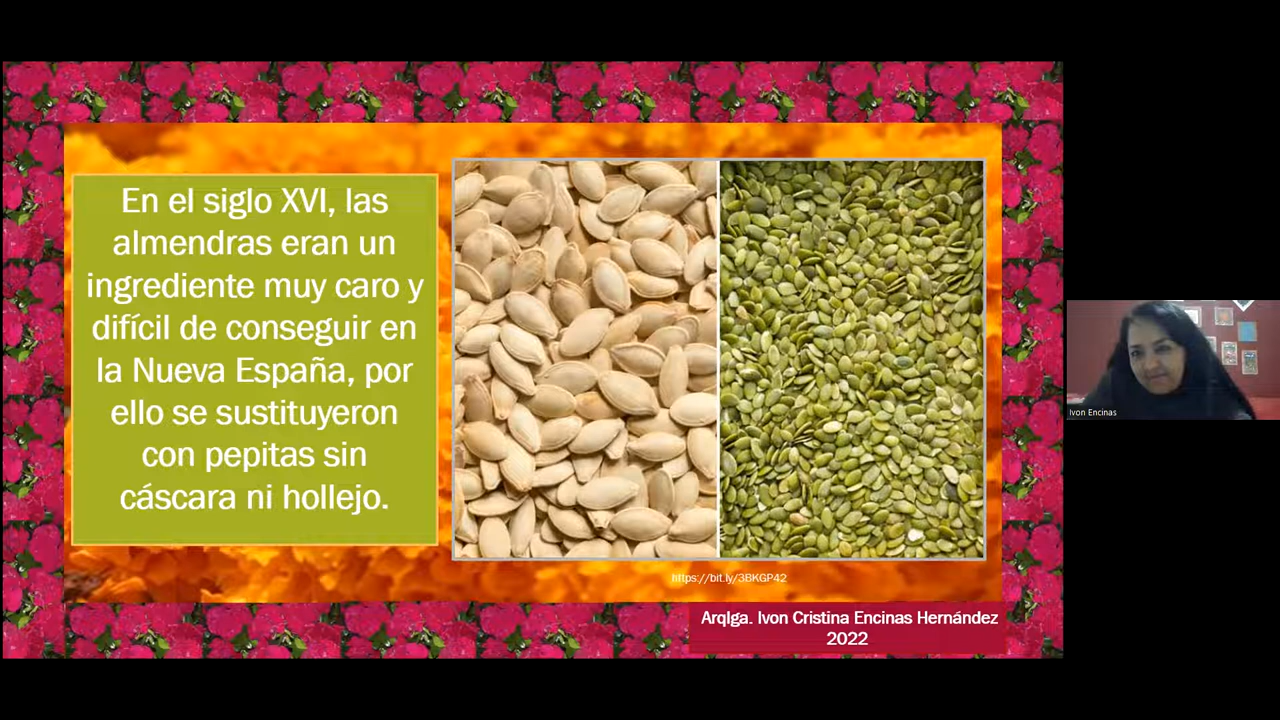 En el siglo XVI, las
almendras eran un
ingrediente muy caro y
difícil de conseguir en
la Nueva España, por
ello se sustituyeron
con pepitas sin
cáscara ni hollejo.
https://bit.ly/3BKGP42
Arqlga. Ivon Cristina Encinas Hernández
2022
Ivon Encinas